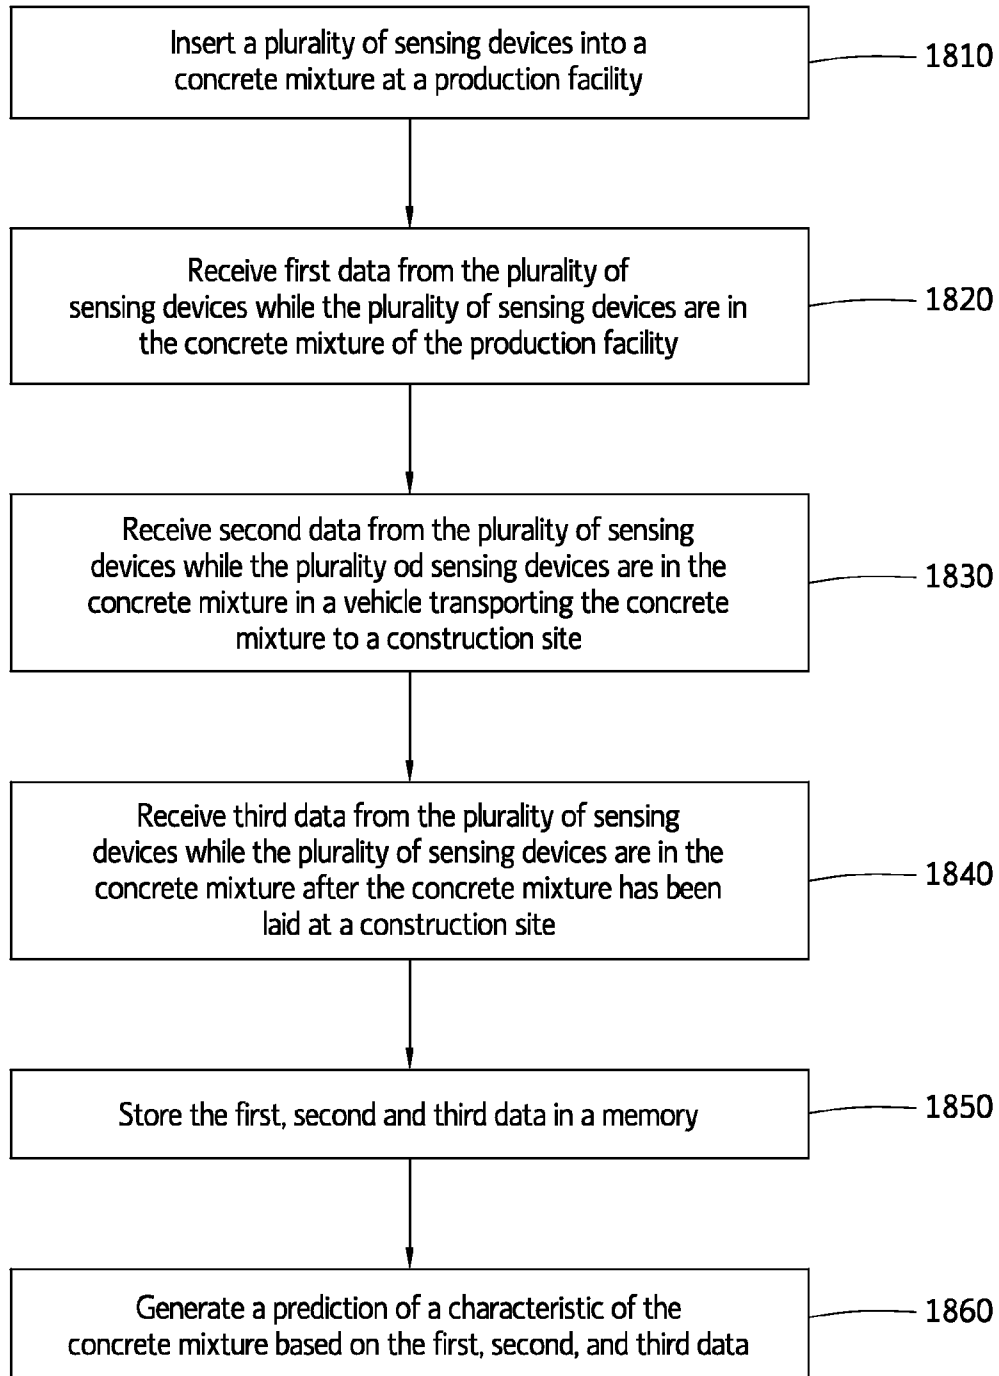 Insert a plurality of sensing devices into a
concrete mixture at a production facility
1810
Receive first data from the plurality of
sensing devices while the plurality of sensing devices are in
the concrete mixture of the production facility
1820
Receive second data from the plurality of sensing
devices while the plurality od sensing devices are in the
concrete mixture in a vehicle transporting the concrete
mixture to a construction site
1830
Receive third data from the plurality of sensing
devices while the plurality of sensing devices are in the
concrete mixture after the concrete mixture has been
laid at a construction site
1840
Store the first, second and third data in a memory
1850
Generate a prediction of a characteristic of the
concrete mixture based on the first, second, and third data
1860